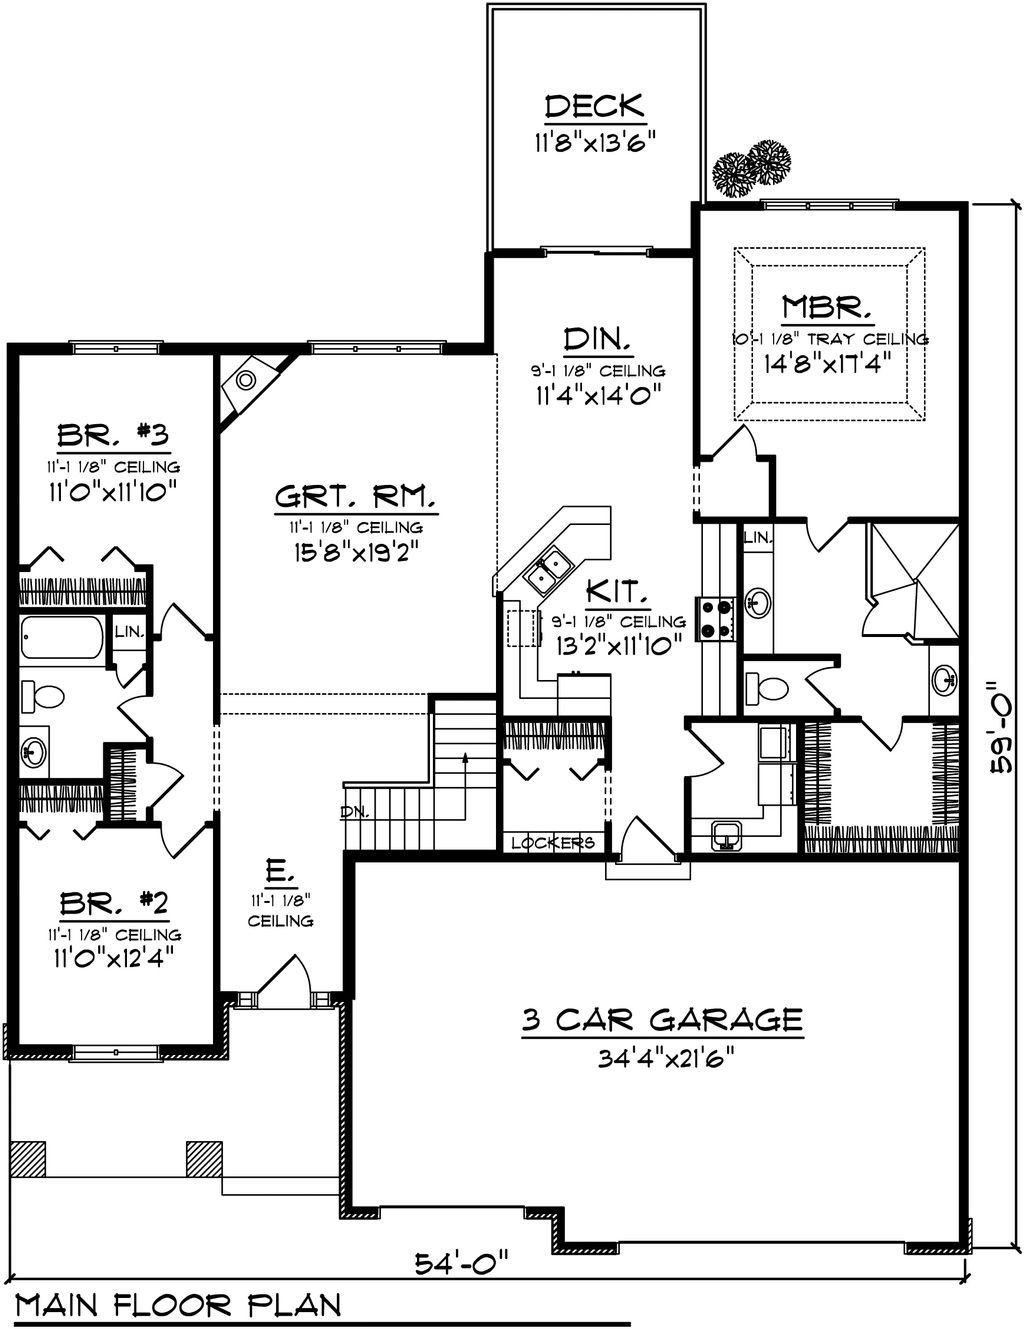 DECK
11'8"x13'6"
MBR.
10'-1 1/8" TRAY CEILING
14'8"x17'4"
DIN.
9'-1 1/8" CEILING
11'4"x14'0"
BR. #3
11'-1 1/8" CEILING
11'0"x11'10"
GRT. RM.
11'-1 1/8" CEILING
15'8"x19'2"
LIN.
KIT.
9'-1 1/8" CEILING
13'2"x11'10"
LIN.
DN.
LOCKERS
E.
11'-1 1/8"
CEILING
BR. #2
11'-1 1/8" CEILING
11'0"x12'4"
3 CAR GARAGE
34'4"x21'6"
59'-0"
54'-0"
MAIN FLOOR PLAN